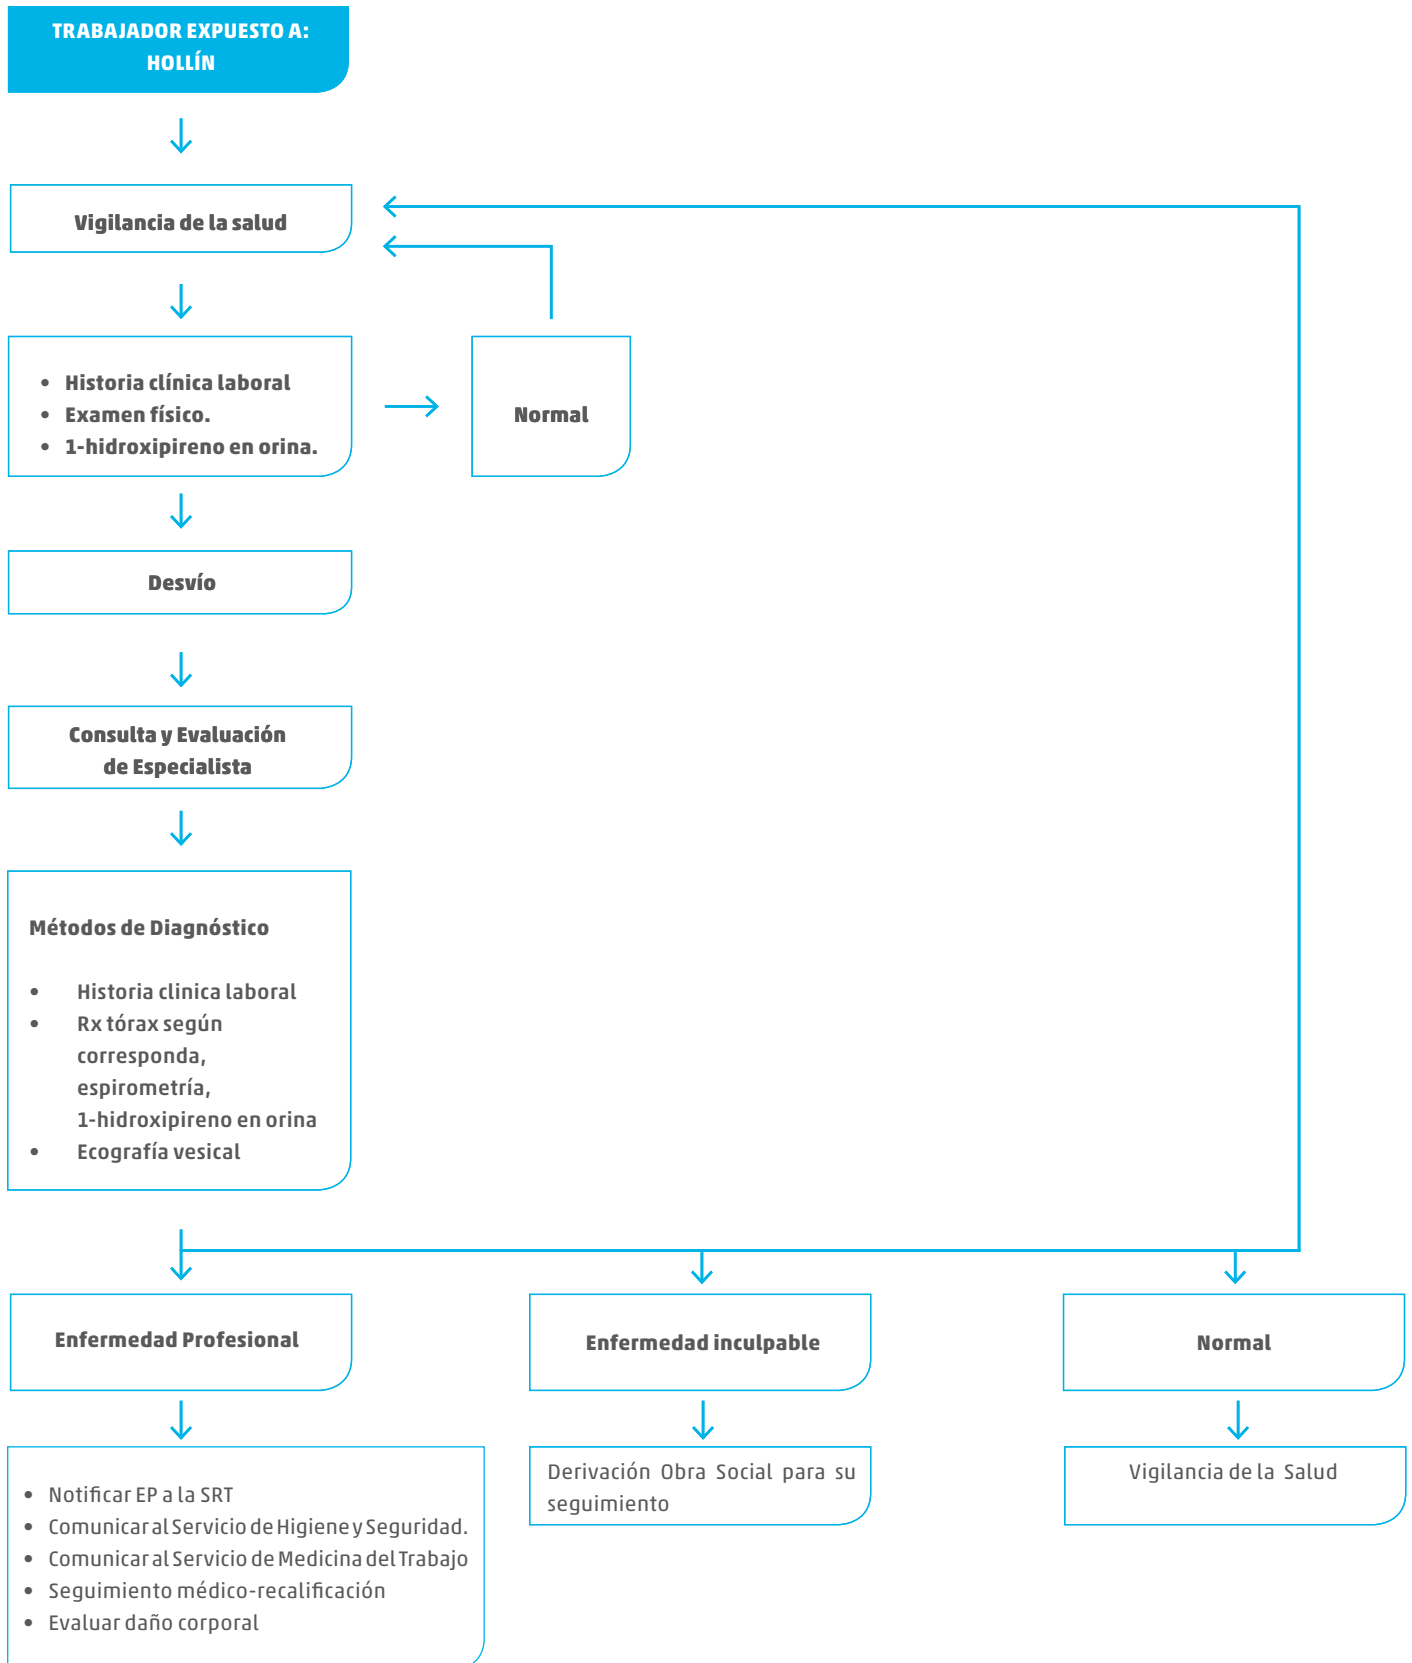 TRABAJADOR EXPUESTO A:
HOLLÍN
Vigilancia de la salud
• Historia clínica laboral
• Examen físico.
• 1-hidroxipireno en orina.
Normal
Desvío
Consulta y Evaluación
de Especialista
Métodos de Diagnóstico
• Historia clinica laboral
• Rx tórax según
corresponda,
espirometría,
1-hidroxipireno en orina
• Ecografía vesical
Enfermedad Profesional
Enfermedad inculpable
Normal
• Notificar EP a la SRT
• Comunicar al Servicio de Higiene y Seguridad.
• Comunicar al Servicio de Medicina del Trabajo
• Seguimiento médico-recalificación
• Evaluar daño corporal
Derivación Obra Social para su
seguimiento
Vigilancia de la Salud